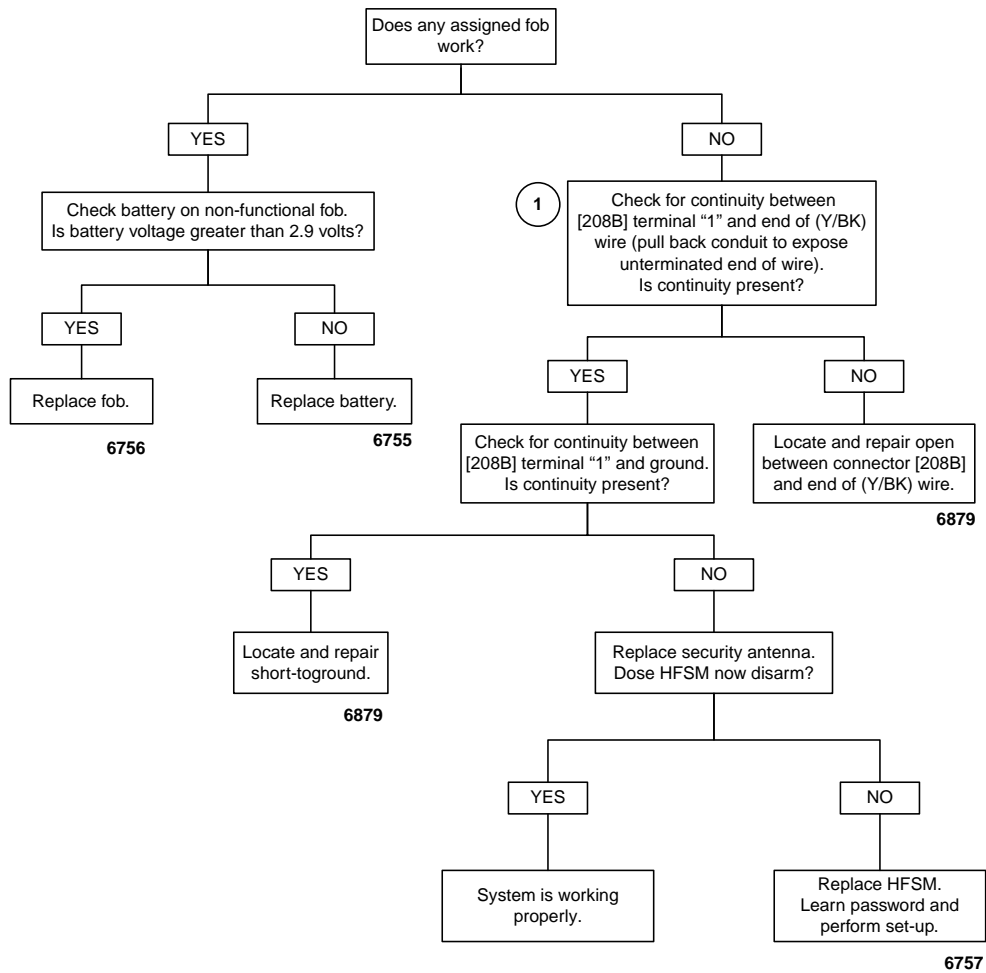 Does any assigned fob
work?
YES
NO
Check battery on non-functional fob.
Is battery voltage greater than 2.9 volts?
1
Check for continuity between
[208B] terminal “1” and end of (Y/BK)
wire (pull back conduit to expose
unterminated end of wire).
Is continuity present?
YES
NO
Replace fob.
6756
Replace battery.
6755
YES
NO
Check for continuity between
[208B] terminal “1” and ground.
Is continuity present?
Locate and repair open
between connector [208B]
and end of (Y/BK) wire.
6879
YES
NO
Locate and repair
short-toground.
6879
Replace security antenna.
Dose HFSM now disarm?
YES
NO
System is working
properly.
Replace HFSM.
Learn password and
perform set-up.
6757